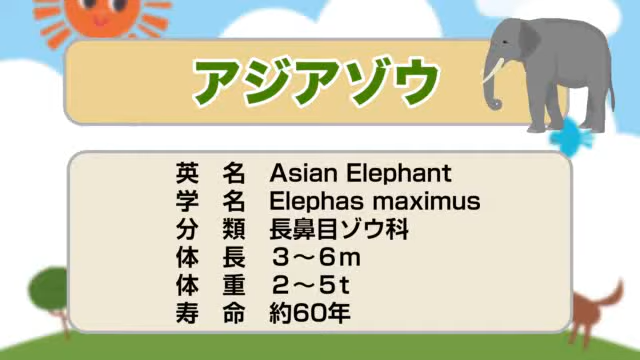 アジアゾウ
英 名 Asian Elephant
学 名 Elephas maximus
分 類 長鼻目ゾウ科
体 長 3〜6m
体 重 2〜5t
寿 命 約60年